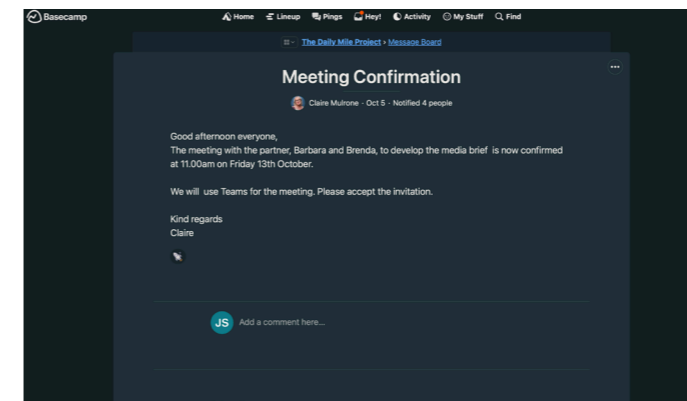 Basecamp
Home Lineup Pings Hey! Activity My Stuff Find
The Daily Mile Project › Message Board
Meeting Confirmation
Claire Mulrone · Oct 5 · Notified 4 people
Good afternoon everyone,
The meeting with the partner, Barbara and Brenda, to develop the media brief is now confirmed
at 11.00am on Friday 13th October.
We will use Teams for the meeting. Please accept the invitation.
Kind regards
Claire
JS Add a comment here...